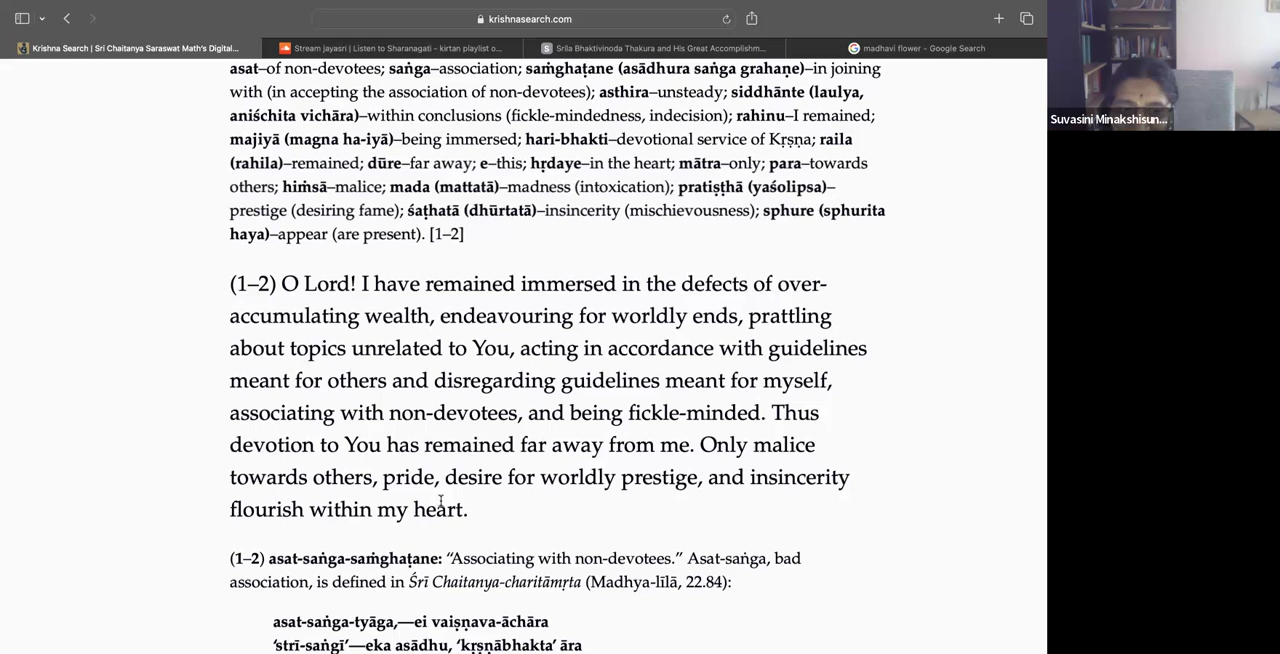 krishnasearch.com
Krishna Search | Sri Chaitanya Saraswat Math's Digital...
Stream jayasri | Listen to Sharanagati - kirtan playlist o...
S
Srila Bhaktivinoda Thakura and His Great Accomplishm...
madhavi flower - Google Search
asat–of non-devotees; saṅga–association; saṁghaṭane (asādhura saṅga grahaṇe)–in joining
with (in accepting the association of non-devotees); asthira–unsteady; siddhānte (laulya,
aniśchita vichāra)–within conclusions (fickle-mindedness, indecision); rahinu–I remained;
majiyā (magna ha-iyā)–being immersed; hari-bhakti–devotional service of Kṛṣṇa; raila
(rahila)–remained; dūre–far away; e–this; hṛdaye–in the heart; mātra–only; para–towards
others; hiṁsā–malice; mada (mattatā)–madness (intoxication); pratiṣṭhā (yaśolipsa)–
prestige (desiring fame); śaṭhatā (dhūrtatā)–insincerity (mischievousness); sphure (sphurita
haya)–appear (are present). [1–2]
(1–2) O Lord! I have remained immersed in the defects of over-
accumulating wealth, endeavouring for worldly ends, prattling
about topics unrelated to You, acting in accordance with guidelines
meant for others and disregarding guidelines meant for myself,
associating with non-devotees, and being fickle-minded. Thus
devotion to You has remained far away from me. Only malice
towards others, pride, desire for worldly prestige, and insincerity
flourish within my heart.
(1–2) asat-saṅga-saṁghaṭane: “Associating with non-devotees.” Asat-saṅga, bad
association, is defined in Śrī Chaitanya-charitāmṛta (Madhya-līlā, 22.84):
asat-saṅga-tyāga,—ei vaiṣṇava-āchāra
‘strī-saṅgī’—eka asādhu, ‘kṛṣṇābhakta’ āra
Suvasini Minakshisun...